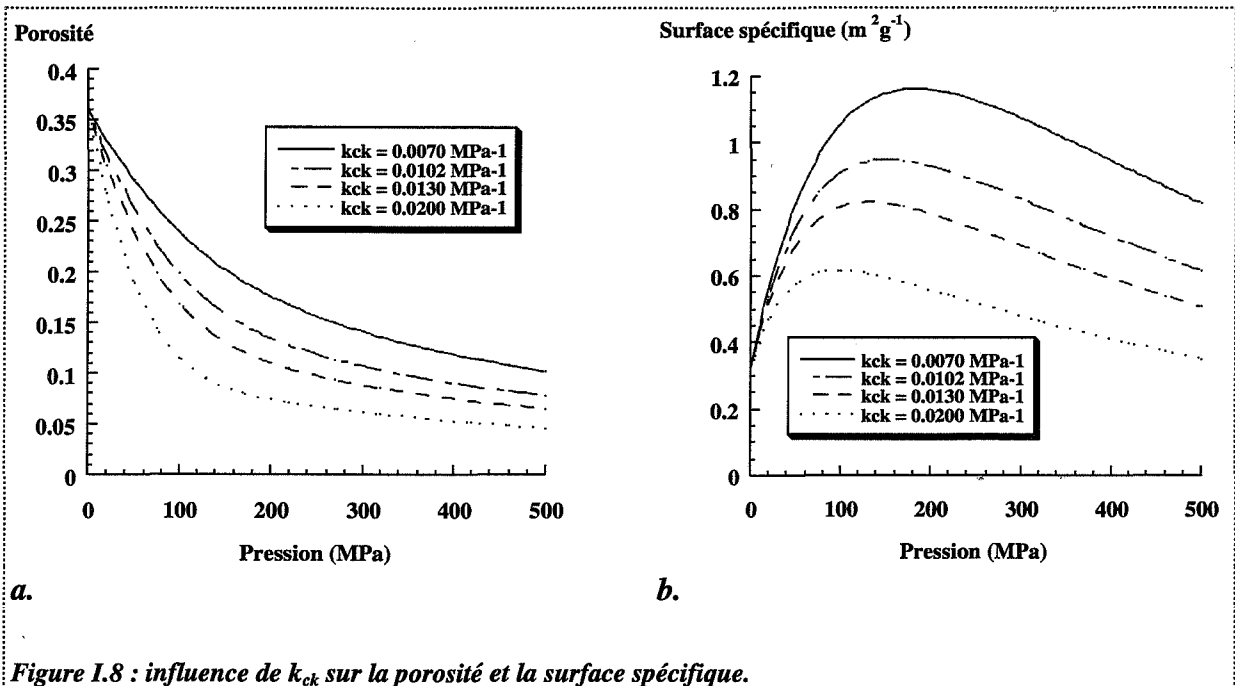 Porosité
0.4
0.35
0.3
0.25
0.2
0.15
0.1
0.05
0
kck = 0.0070 MPa-1
kck = 0.0102 MPa-1
kck = 0.0130 MPa-1
kck = 0.0200 MPa-1
0 100 200 300 400 500
Pression (MPa)
a.
Surface spécifique (m²g⁻¹)
1.2
1
0.8
0.6
0.4
0.2
0
kck = 0.0070 MPa-1
kck = 0.0102 MPa-1
kck = 0.0130 MPa-1
kck = 0.0200 MPa-1
0 100 200 300 400 500
Pression (MPa)
b.
Figure I.8 : influence de k_ck sur la porosité et la surface spécifique.